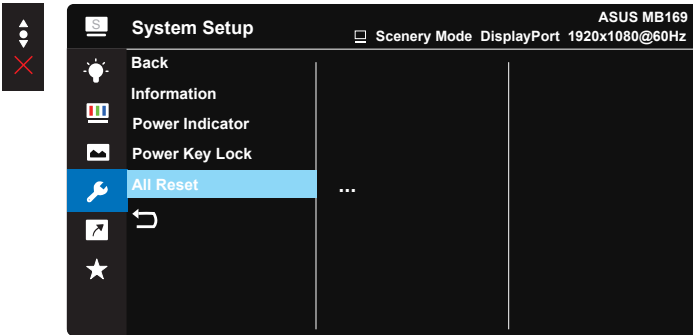 S
System Setup
ASUS MB169
Scenery Mode DisplayPort 1920x1080@60Hz
Back
Information
Power Indicator
Power Key Lock
All Reset
...